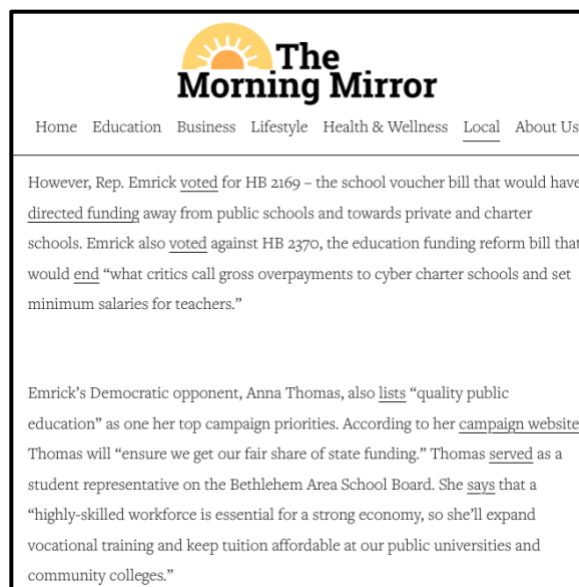 The
Morning Mirror
Home Education Business Lifestyle Health & Wellness Local About Us
However, Rep. Emrick voted for HB 2169 – the school voucher bill that would have
directed funding away from public schools and towards private and charter
schools. Emrick also voted against HB 2370, the education funding reform bill that
would end “what critics call gross overpayments to cyber charter schools and set
minimum salaries for teachers.”
Emrick’s Democratic opponent, Anna Thomas, also lists “quality public
education” as one her top campaign priorities. According to her campaign website
Thomas will “ensure we get our fair share of state funding.” Thomas served as a
student representative on the Bethlehem Area School Board. She says that a
“highly-skilled workforce is essential for a strong economy, so she’ll expand
vocational training and keep tuition affordable at our public universities and
community colleges.”